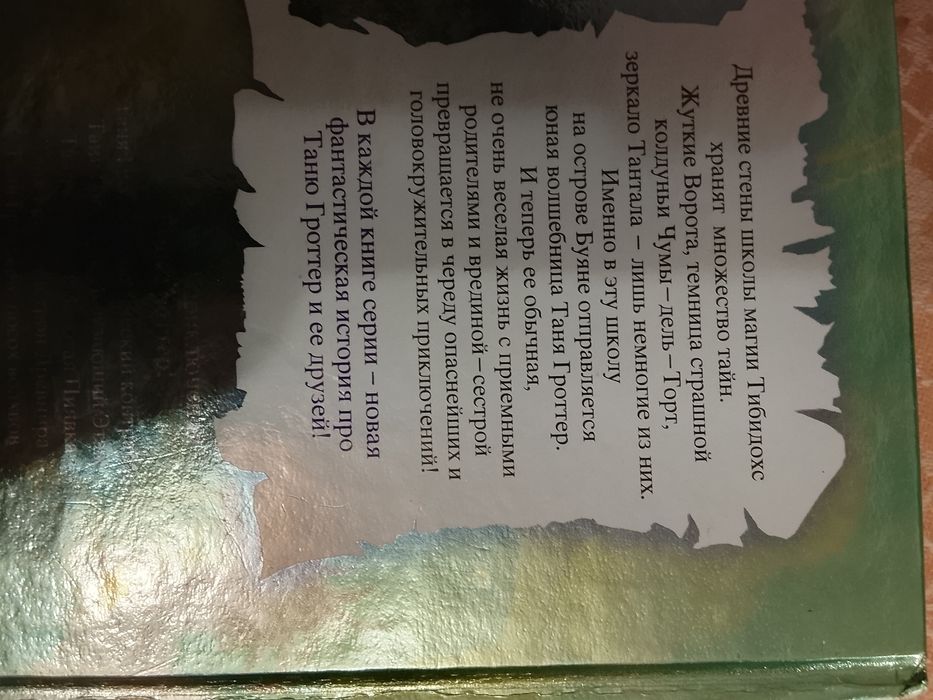 Древние стены школы магии Тибидохс
хранят множество тайн.
Жуткие Ворота, темница страшной
колдуньи Чумы–дель–Торт,
зеркало Тантала – лишь немногие из них.
Именно в эту школу
на острове Буяне отправляется
юная волшебница Таня Гроттер.
И теперь ее обычная,
не очень веселая жизнь с приемными
родителями и врединой–сестрой
превращается в череду опаснейших и
головокружительных приключений!
В каждой книге серии – новая
фантастическая история про
Таню Гроттер и ее друзей!